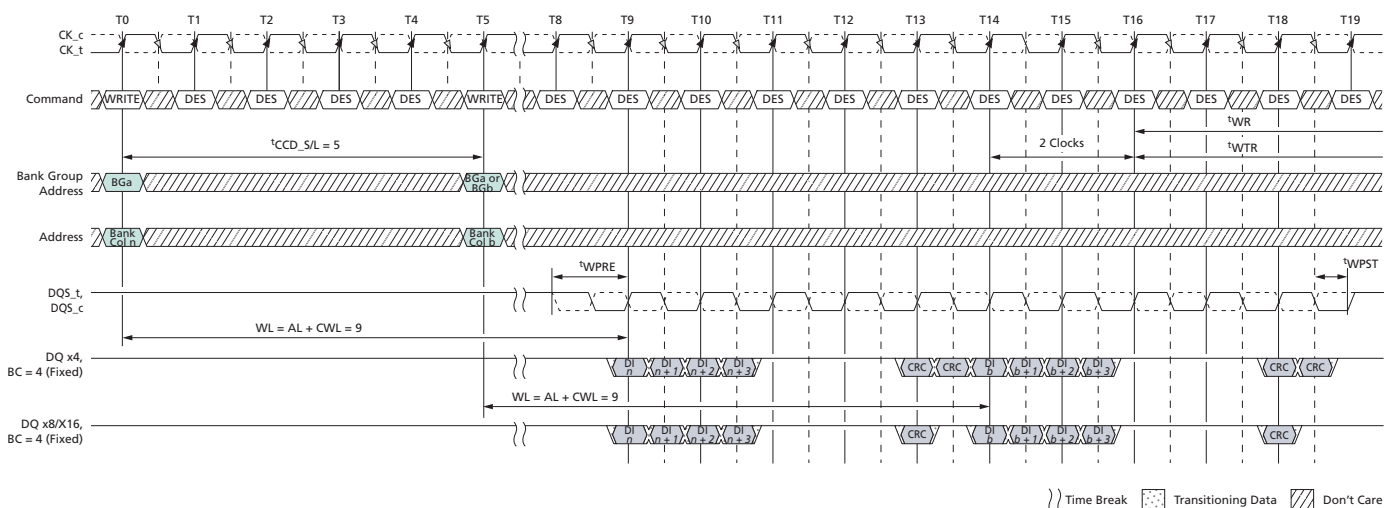 T0 T1 T2 T3 T4 T5 T8 T9 T10 T11 T12 T13 T14 T15 T16 T17 T18 T19
CK_c
CK_t
Command WRITE DES DES DES DES WRITE DES DES DES DES DES DES DES DES DES DES DES DES
tWR
tCCD_S/L = 5 2 Clocks tWTR
Bank Group
Address
BGa BGa or
BGb
Address
Bank
Col n
Bank
Col b
tWPRE tWPST
DQS_t,
DQS_c
WL = AL + CWL = 9
DQ x4,
BC = 4 (Fixed)
DI
n
DI
n + 1
DI
n + 2
DI
n + 3
CRC CRC
DI
b
DI
b + 1
DI
b + 2
DI
b + 3
CRC CRC
WL = AL + CWL = 9
DQ x8/X16,
BC = 4 (Fixed)
DI
n
DI
n + 1
DI
n + 2
DI
n + 3
CRC
DI
b
DI
b + 1
DI
b + 2
DI
b + 3
CRC
Time Break Transitioning Data Don't Care